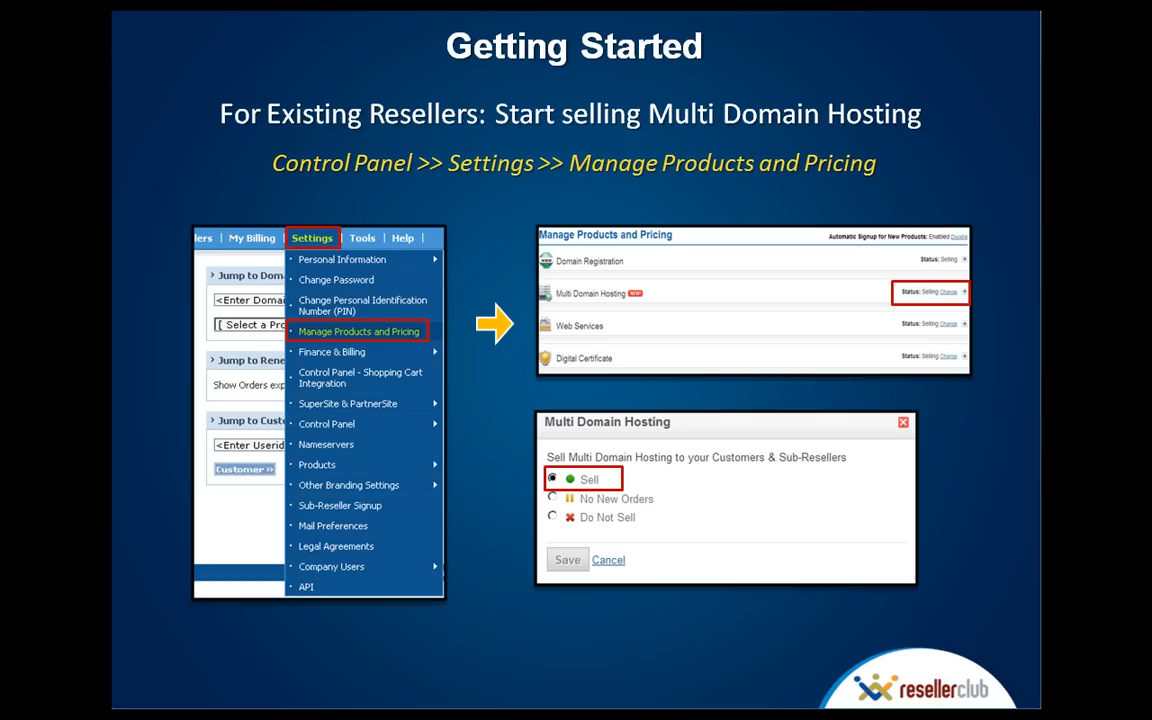 Getting Started
For Existing Resellers: Start selling Multi Domain Hosting
Control Panel >> Settings >> Manage Products and Pricing
lers | My Billing | Settings | Tools | Help |
Personal Information
Change Password
Change Personal Identification
Number (PIN)
Manage Products and Pricing
Finance & Billing
Control Panel - Shopping Cart
Integration
SuperSite & PartnerSite
Control Panel
Nameservers
Products
Other Branding Settings
Sub-Reseller Signup
Mail Preferences
Legal Agreements
Company Users
API
Jump to Dom
<Enter Domai
[ Select a Pro
Jump to Rene
Show Orders exp
Jump to Cust
<Enter Userid
Customer >>
Manage Products and Pricing
Automatic Signup for New Products: Enabled Disable
Domain Registration
Status: Selling
Multi Domain Hosting NEW!
Status: Selling Change
Web Services
Status: Selling Change
Digital Certificate
Status: Selling Change
Multi Domain Hosting
Sell Multi Domain Hosting to your Customers & Sub-Resellers
Sell
No New Orders
Do Not Sell
Save Cancel
resellerclub